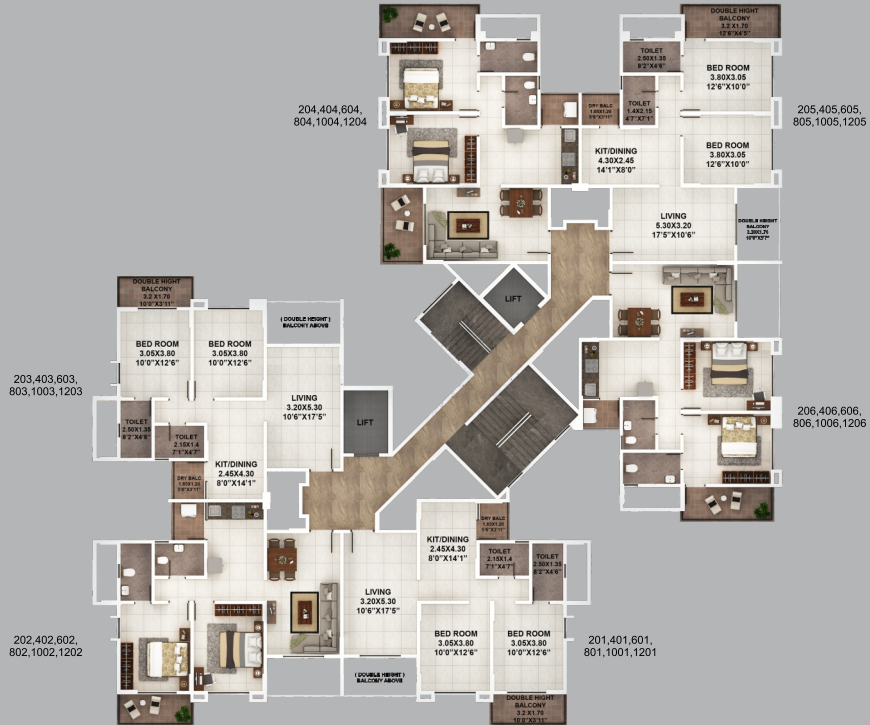 DOUBLE HIGHT
BALCONY
3.2 X1.70
12'6"X4'5"
TOILET
2.50X1.35
8'2"X4'6"
BED ROOM
3.80X3.05
12'6"X10'0"
204,404,604,
804,1004,1204
DRY BALC
TOILET
1.4X2.15
4'7"X7'1"
205,405,605,
805,1005,1205
KIT/DINING
4.30X2.45
14'1"X8'0"
BED ROOM
3.80X3.05
12'6"X10'0"
LIVING
5.30X3.20
17'5"X10'6"
DOUBLE HEIGHT
BALCONY
LIFT
DOUBLE HIGHT
BALCONY
3.2 X1.70
10'0"X3'11"
( DOUBLE HEIGHT )
BALCONY ABOVE
BED ROOM
3.05X3.80
10'0"X12'6"
BED ROOM
3.05X3.80
10'0"X12'6"
203,403,603,
803,1003,1203
LIVING
3.20X5.30
10'6"X17'5"
LIFT
TOILET
2.50X1.35
8'2"X4'6"
TOILET
2.15X1.4
7'1"X4'7"
KIT/DINING
2.45X4.30
8'0"X14'1"
DRY BALC
206,406,606,
806,1006,1206
KIT/DINING
2.45X4.30
8'0"X14'1"
DRY BALC
TOILET
2.15X1.4
7'1"X4'7"
TOILET
2.50X1.35
8'2"X4'6"
LIVING
3.20X5.30
10'6"X17'5"
202,402,602,
802,1002,1202
BED ROOM
3.05X3.80
10'0"X12'6"
BED ROOM
3.05X3.80
10'0"X12'6"
201,401,601,
801,1001,1201
( DOUBLE HEIGHT )
BALCONY ABOVE
DOUBLE HIGHT
BALCONY
3.2 X1.70
10'0"X3'11"